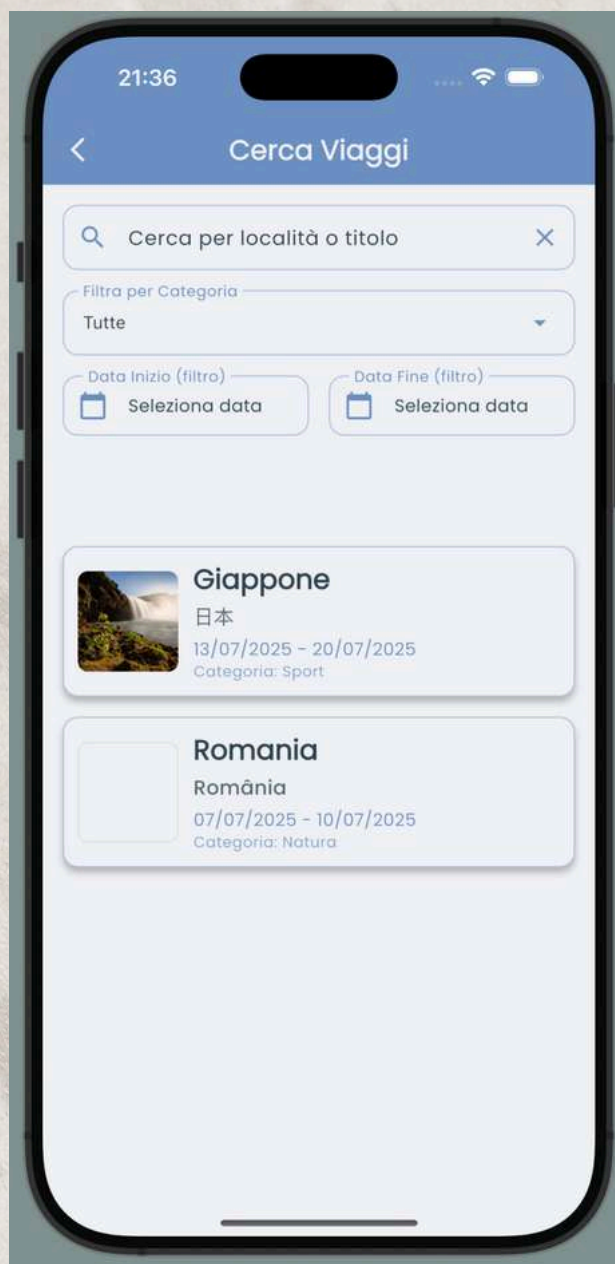 21:36
Cerca Viaggi
Cerca per località o titolo
Filtra per Categoria
Tutte
Data Inizio (filtro)
Data Fine (filtro)
Seleziona data
Seleziona data
Giappone
日本
13/07/2025 - 20/07/2025
Categoria: Sport
Romania
România
07/07/2025 - 10/07/2025
Categoria: Natura